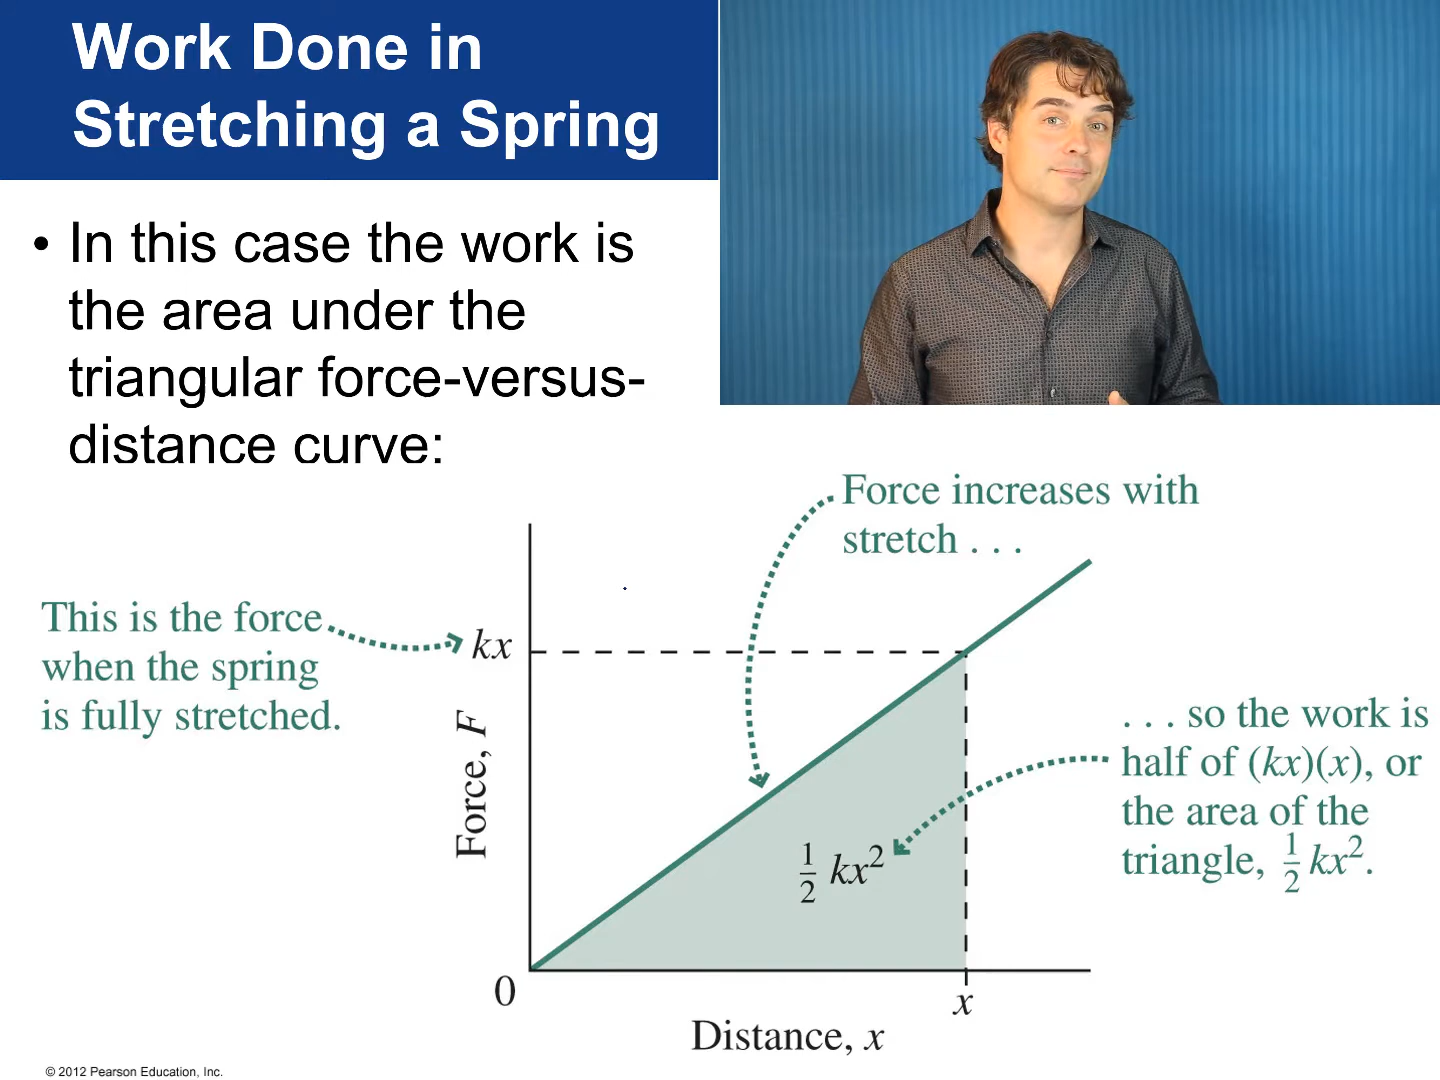 Work Done in
Stretching a Spring
• In this case the work is
the area under the
triangular force-versus-
distance curve:
Force increases with
stretch . . .
This is the force
when the spring
is fully stretched.
kx
Force, F
. . . so the work is
half of (kx)(x), or
the area of the
triangle, 1/2 kx².
1/2 kx²
0
x
Distance, x
© 2012 Pearson Education, Inc.